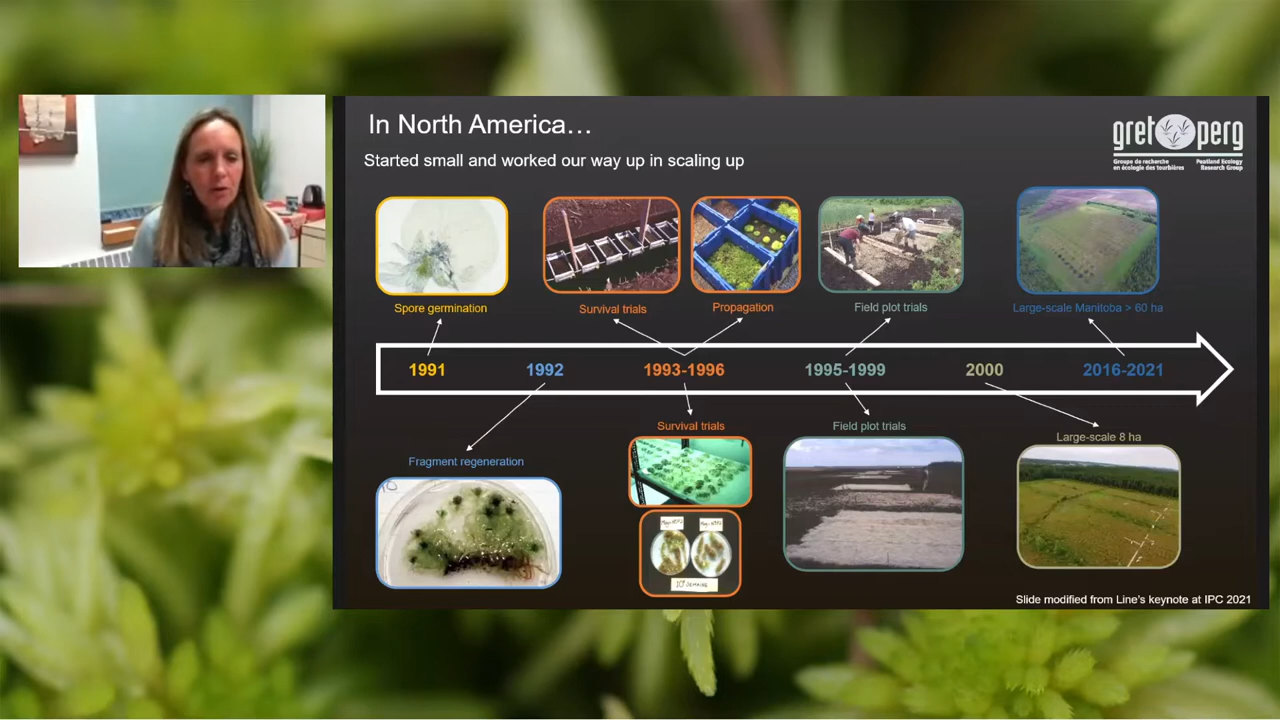 In North America…
Started small and worked our way up in scaling up
gret perg
Groupe de recherche
en écologie des tourbières
Peatland Ecology
Research Group
Spore germination
Survival trials
Propagation
Field plot trials
Large-scale Manitoba > 60 ha
1991
1992
1993-1996
1995-1999
2000
2016-2021
Fragment regeneration
Survival trials
Field plot trials
Large-scale 8 ha
Slide modified from Line's keynote at IPC 2021